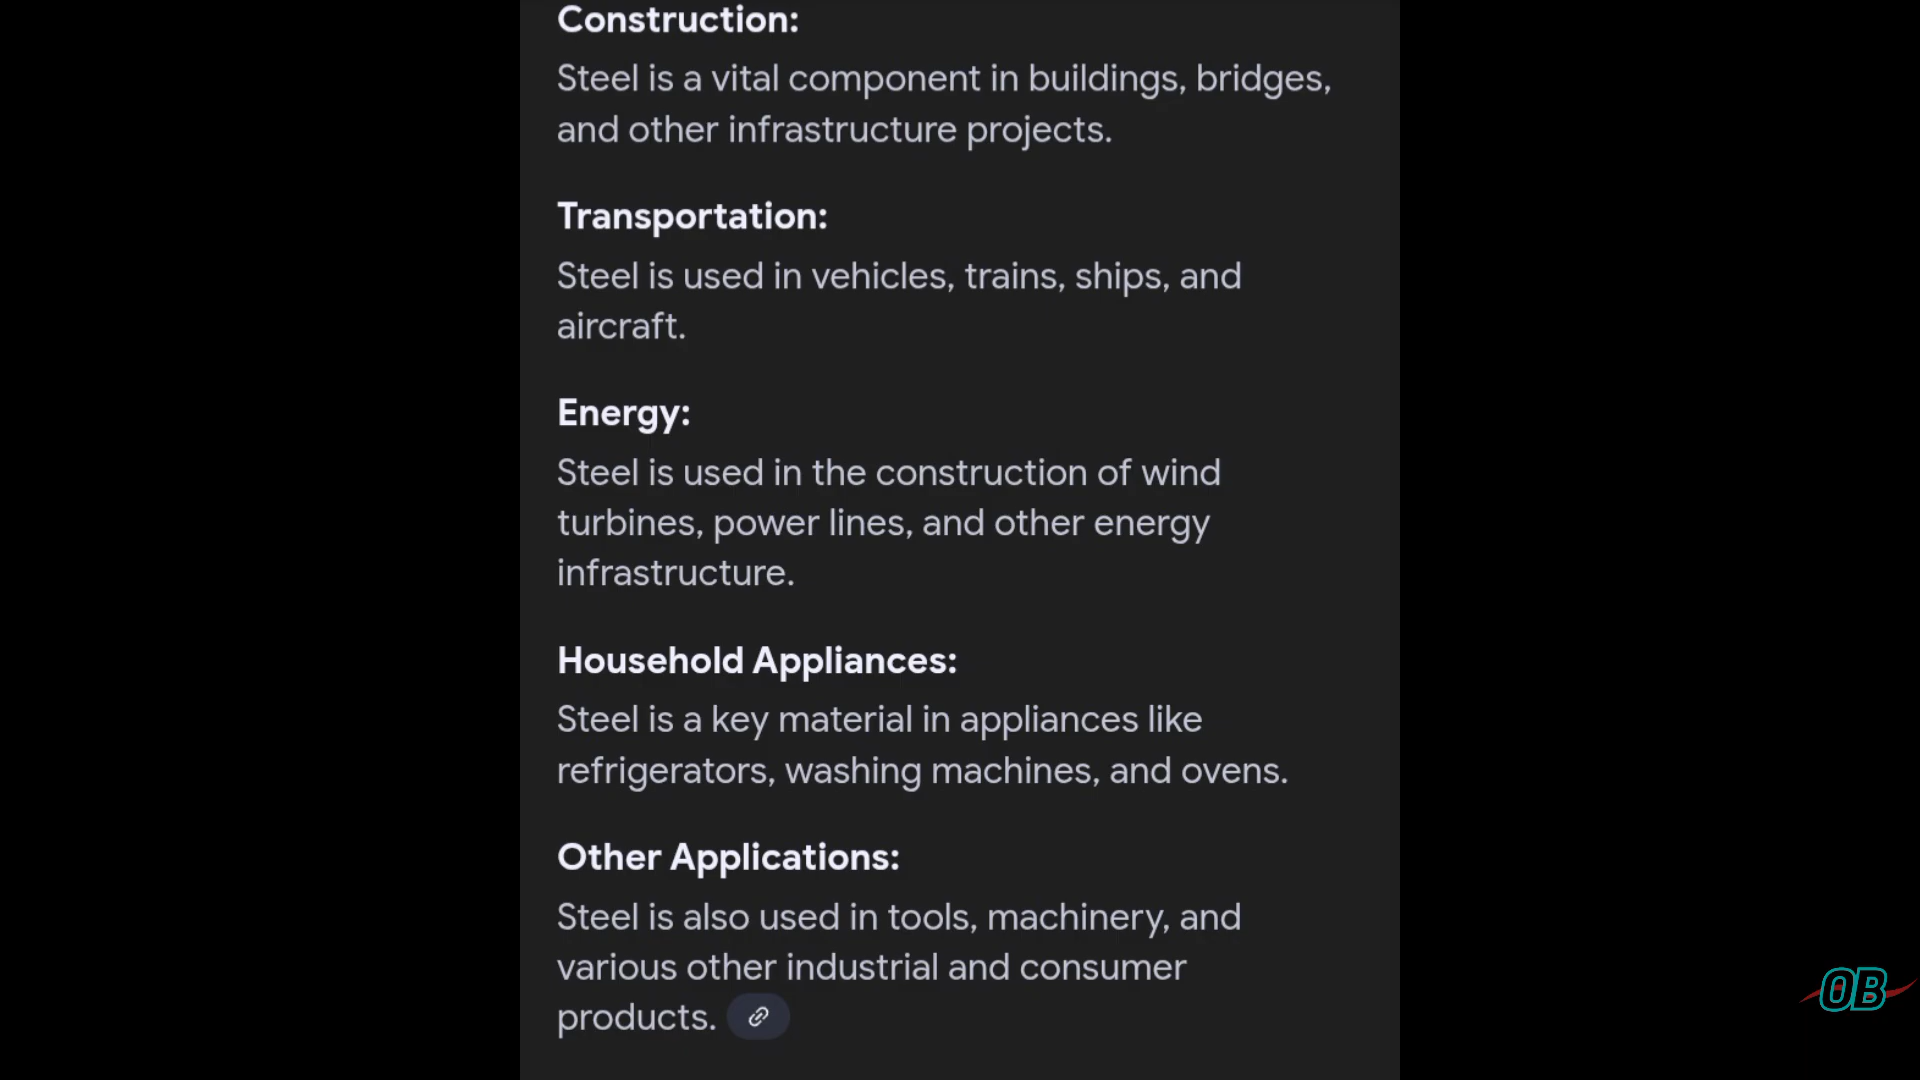 Construction:
Steel is a vital component in buildings, bridges,
and other infrastructure projects.
Transportation:
Steel is used in vehicles, trains, ships, and
aircraft.
Energy:
Steel is used in the construction of wind
turbines, power lines, and other energy
infrastructure.
Household Appliances:
Steel is a key material in appliances like
refrigerators, washing machines, and ovens.
Other Applications:
Steel is also used in tools, machinery, and
various other industrial and consumer
products.
OB